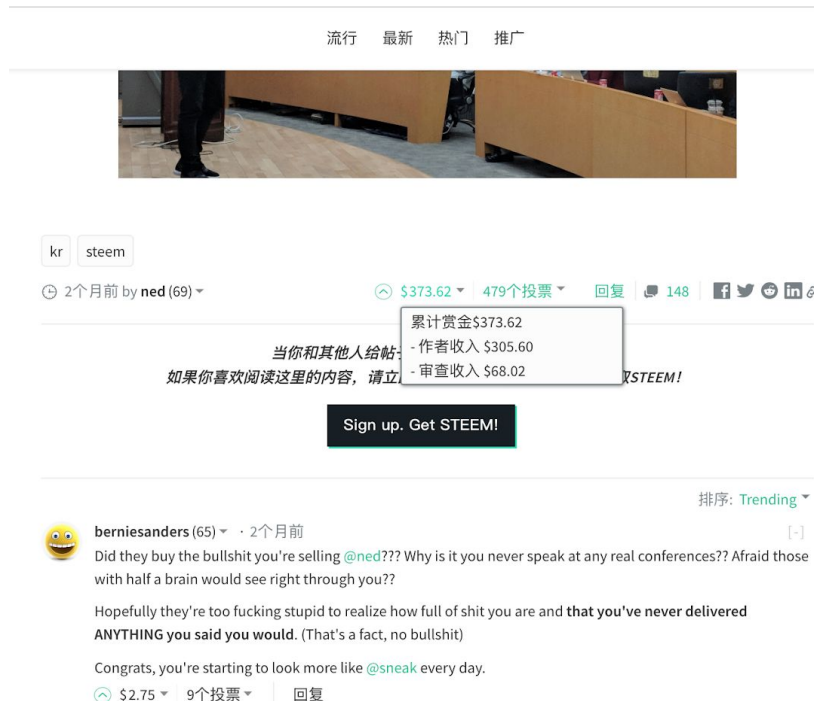 流行 最新 热门 推广
kr steem
2个月前 by ned (69)
$373.62 479个投票 回复 148
累计赏金$373.62
- 作者收入 $305.60
- 审查收入 $68.02
当你和其他人给帖
如果你喜欢阅读这里的内容，请立 STEEM！
Sign up. Get STEEM!
排序: Trending
berniesanders (65) · 2个月前
[-]
Did they buy the bullshit you're selling @ned??? Why is it you never speak at any real conferences?? Afraid those
with half a brain would see right through you??
Hopefully they're too fucking stupid to realize how full of shit you are and that you've never delivered
ANYTHING you said you would. (That's a fact, no bullshit)
Congrats, you're starting to look more like @sneak every day.
$2.75 9个投票 回复